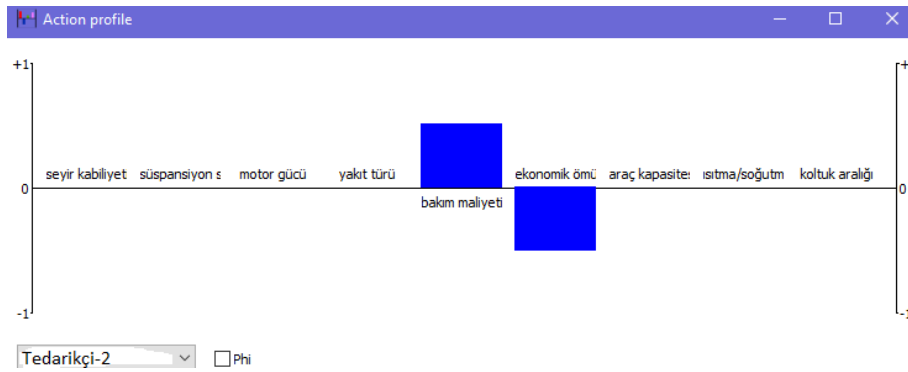 Action profile
+1
+
seyir kabiliyet süspansiyon s motor gücü yakıt türü ekonomik ömü araç kapasites ısıtma/soğutm koltuk aralığı
0
0
bakım maliyeti
-1
-1
Tedarikçi-2
Phi